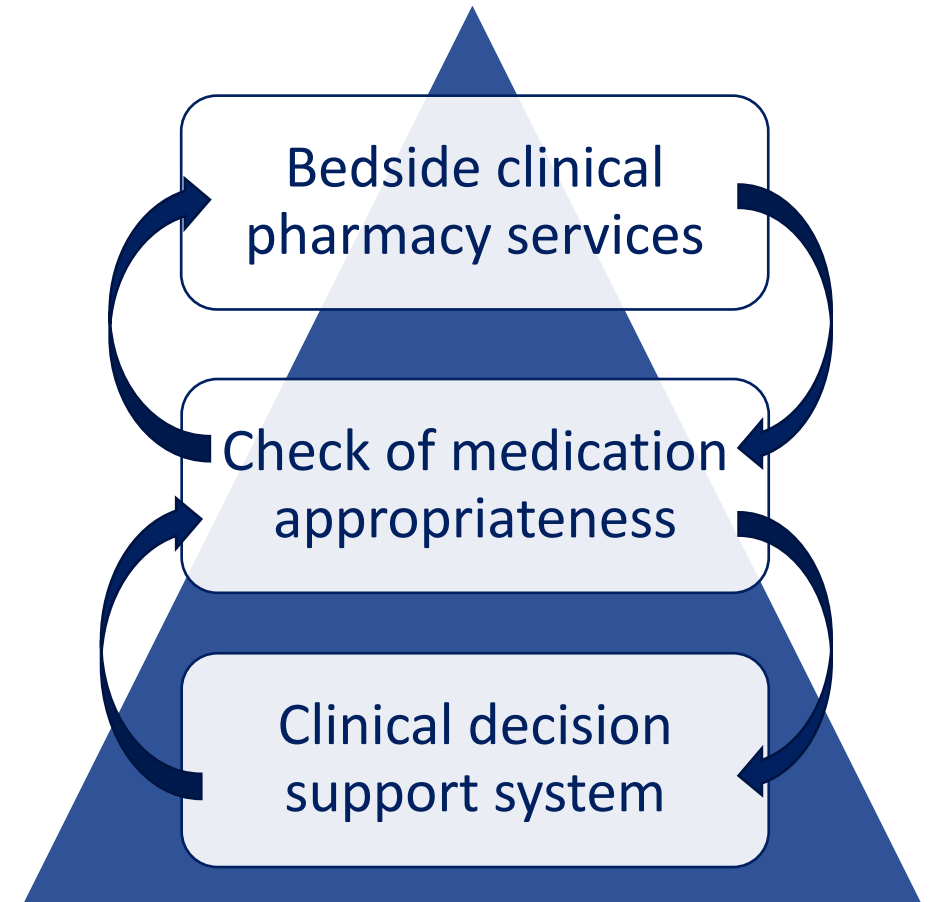 Bedside clinical
pharmacy services
Check of medication
appropriateness
Clinical decision
support system